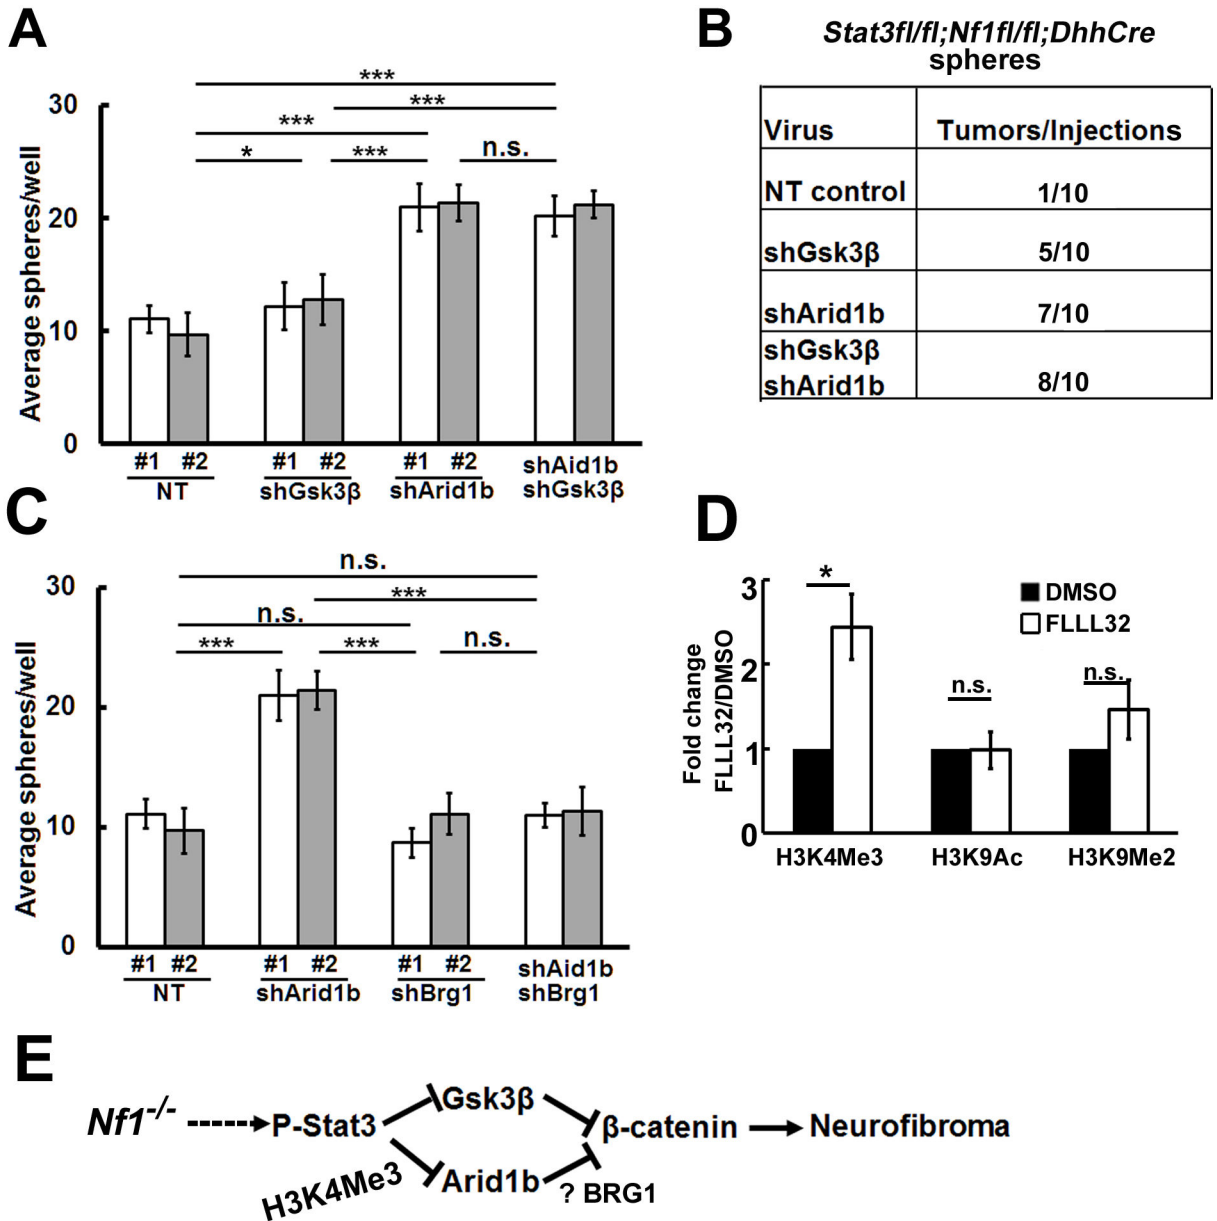 A
***
***
***
* *** n.s.
30
20
10
0
Average spheres/well
#1 #2 #1 #2 #1 #2 shAid1b
NT shGsk3β shArid1b shGsk3β
B
Stat3fl/fl;Nf1fl/fl;DhhCre
spheres
Virus Tumors/Injections
NT control 1/10
shGsk3β 5/10
shArid1b 7/10
shGsk3β
shArid1b 8/10
C
n.s.
***
n.s.
*** *** n.s.
30
20
10
0
Average spheres/well
#1 #2 #1 #2 #1 #2 shAid1b
NT shArid1b shBrg1 shBrg1
D
* n.s. n.s.
DMSO
FLLL32
3
2
1
0
Fold change
FLLL32/DMSO
H3K4Me3 H3K9Ac H3K9Me2
E
Nf1-/- P-Stat3 Gsk3β β-catenin Neurofibroma
H3K4Me3 Arid1b ? BRG1